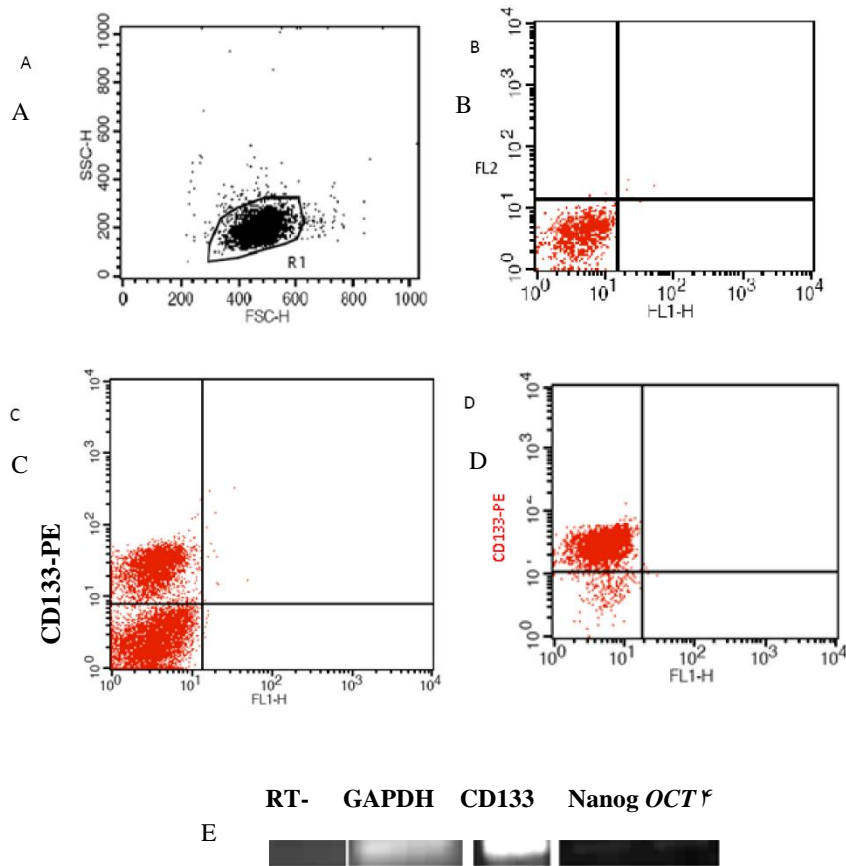 A
A
SSC-H
1000
800
600
400
200
0
R1
0 200 400 600 800 1000
FSC-H
B
B
FL2
10⁴
10³
10²
10¹
10⁰
10⁰ 10¹ 10² 10³ 10⁴
FL1-H
C
C
CD133-PE
10⁴
10³
10²
10¹
10⁰
10⁰ 10¹ 10² 10³ 10⁴
FL1-H
D
D
CD133-PE
10⁴
10³
10²
10¹
10⁰
10⁰ 10¹ 10² 10³ 10⁴
FL1-H
RT- GAPDH CD133 Nanog OCT۴
E